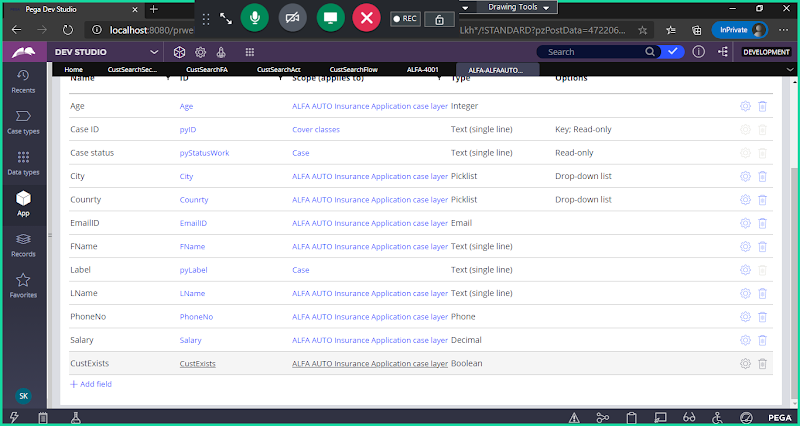 Pega Dev Studio
Drawing Tools
REC
localhost:8080/prwe
Lkh*/!STANDARD?pzPostData=472206...
InPrivate
DEV STUDIO
Search
DEVELOPMENT
Home CustSearchSec... CustSearchFA CustSearchAct CustSearchFlow ALFA-4001 ALFA-ALFAAUTO...
Recents
Case types
Data types
App
Records
Favorites
SK
Name ID Scope (applies to) Type Options
Age Age ALFA AUTO Insurance Application case layer Integer
Case ID pyID Cover classes Text (single line) Key; Read-only
Case status pyStatusWork Case Text (single line) Read-only
City City ALFA AUTO Insurance Application case layer Picklist Drop-down list
Counrty Counrty ALFA AUTO Insurance Application case layer Picklist Drop-down list
EmailID EmailID ALFA AUTO Insurance Application case layer Email
FName FName ALFA AUTO Insurance Application case layer Text (single line)
Label pyLabel Case Text (single line)
LName LName ALFA AUTO Insurance Application case layer Text (single line)
PhoneNo PhoneNo ALFA AUTO Insurance Application case layer Phone
Salary Salary ALFA AUTO Insurance Application case layer Decimal
CustExists CustExists ALFA AUTO Insurance Application case layer Boolean
+ Add field
PEGA